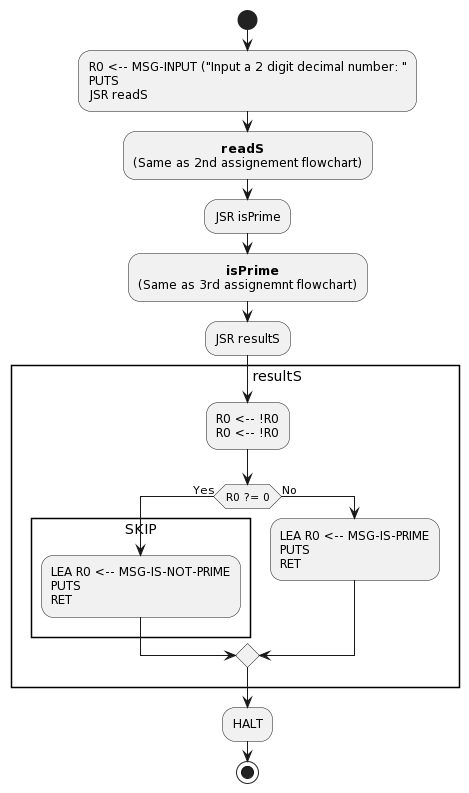 R0 <-- MSG-INPUT ("Input a 2 digit decimal number: "
PUTS
JSR readS
readS
(Same as 2nd assignement flowchart)
JSR isPrime
isPrime
(Same as 3rd assignemnt flowchart)
JSR resultS
resultS
R0 <-- !R0
R0 <-- !R0
R0 ?= 0
Yes
No
SKIP
LEA R0 <-- MSG-IS-NOT-PRIME
PUTS
RET
LEA R0 <-- MSG-IS-PRIME
PUTS
RET
HALT